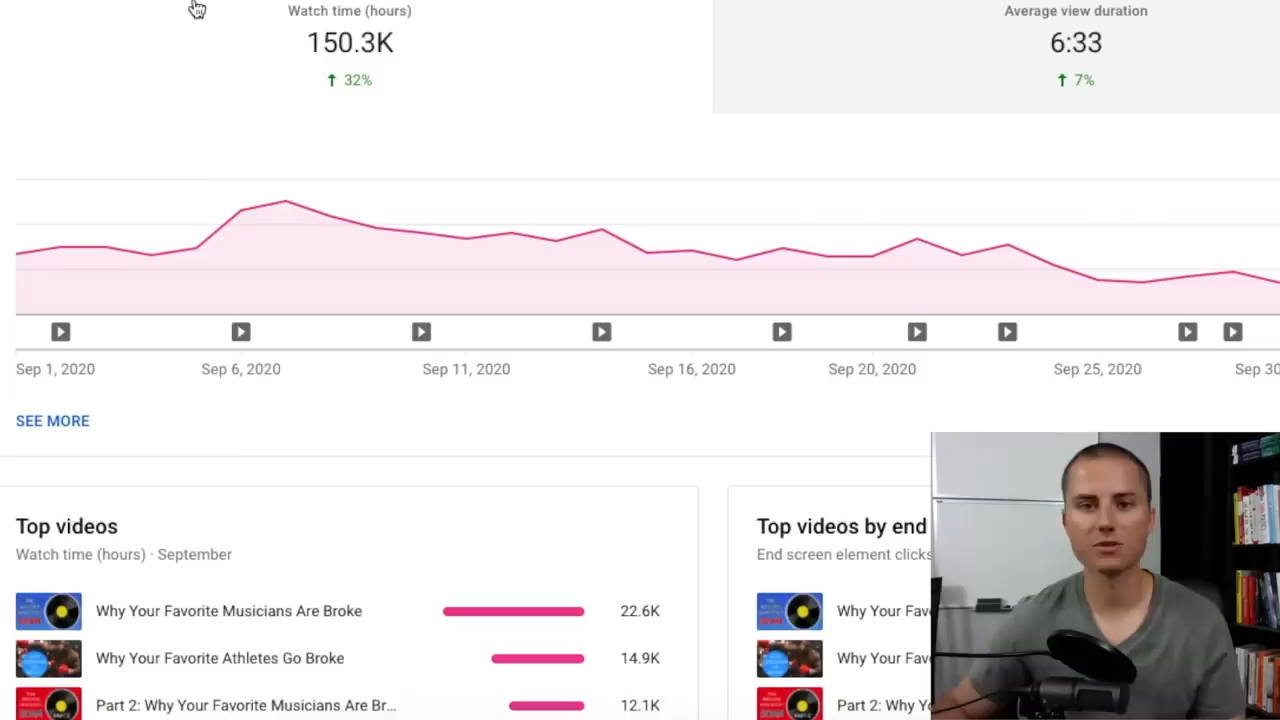 Watch time (hours)
150.3K
↑ 32%
Average view duration
6:33
↑ 7%
Sep 1, 2020
Sep 6, 2020
Sep 11, 2020
Sep 16, 2020
Sep 20, 2020
Sep 25, 2020
Sep 30
SEE MORE
Top videos
Watch time (hours) · September
Why Your Favorite Musicians Are Broke 22.6K
Why Your Favorite Athletes Go Broke 14.9K
Part 2: Why Your Favorite Musicians Are Br... 12.1K
Top videos by end
End screen element clicks
Why Your Fav
Why Your Fav
Part 2: Why Yo